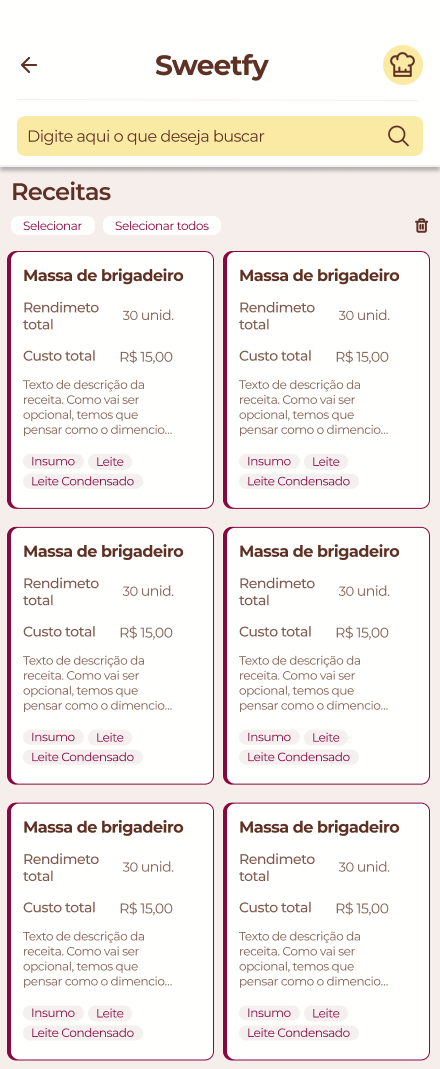 Sweetfy
Digite aqui o que deseja buscar
Receitas
Selecionar
Selecionar todos
Massa de brigadeiro
Rendimeto
total
30 unid.
Custo total
R$ 15,00
Texto de descrição da
receita. Como vai ser
opcional, temos que
pensar como o dimencio...
Insumo
Leite
Leite Condensado
Massa de brigadeiro
Rendimeto
total
30 unid.
Custo total
R$ 15,00
Texto de descrição da
receita. Como vai ser
opcional, temos que
pensar como o dimencio...
Insumo
Leite
Leite Condensado
Massa de brigadeiro
Rendimeto
total
30 unid.
Custo total
R$ 15,00
Texto de descrição da
receita. Como vai ser
opcional, temos que
pensar como o dimencio...
Insumo
Leite
Leite Condensado
Massa de brigadeiro
Rendimeto
total
30 unid.
Custo total
R$ 15,00
Texto de descrição da
receita. Como vai ser
opcional, temos que
pensar como o dimencio...
Insumo
Leite
Leite Condensado
Massa de brigadeiro
Rendimeto
total
30 unid.
Custo total
R$ 15,00
Texto de descrição da
receita. Como vai ser
opcional, temos que
pensar como o dimencio...
Insumo
Leite
Leite Condensado
Massa de brigadeiro
Rendimeto
total
30 unid.
Custo total
R$ 15,00
Texto de descrição da
receita. Como vai ser
opcional, temos que
pensar como o dimencio...
Insumo
Leite
Leite Condensado